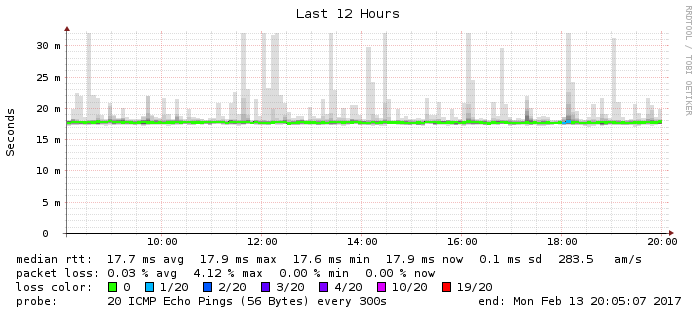 Last 12 Hours
RRDTOOL / TOBI OETIKER
Seconds
30 m
25 m
20 m
15 m
10 m
5 m
0
10:00 12:00 14:00 16:00 18:00 20:00
median rtt: 17.7 ms avg 17.9 ms max 17.6 ms min 17.9 ms now 0.1 ms sd 283.5 am/s
packet loss: 0.03 % avg 4.12 % max 0.00 % min 0.00 % now
loss color: 0 1/20 2/20 3/20 4/20 10/20 19/20
probe: 20 ICMP Echo Pings (56 Bytes) every 300s end: Mon Feb 13 20:05:07 2017